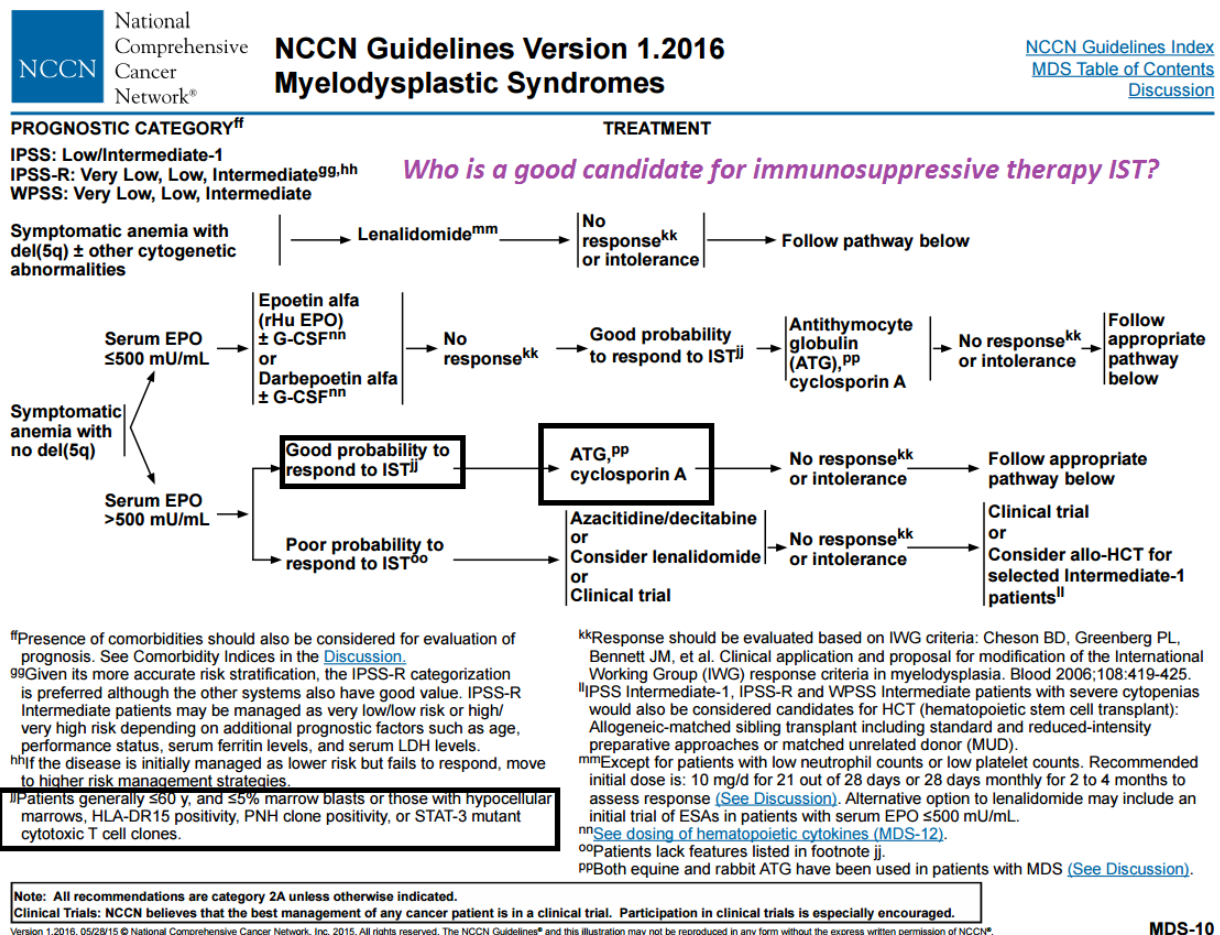 National
Comprehensive
NCCN Cancer
Network®
NCCN Guidelines Version 1.2016
Myelodysplastic Syndromes
NCCN Guidelines Index
MDS Table of Contents
Discussion
PROGNOSTIC CATEGORYff
TREATMENT
IPSS: Low/Intermediate-1
IPSS-R: Very Low, Low, Intermediategg,hh
WPSS: Very Low, Low, Intermediate
Who is a good candidate for immunosuppressive therapy IST?
Symptomatic anemia with
del(5q) ± other cytogenetic
abnormalities
Lenalidomidemm
No
responsekk
or intolerance
Follow pathway below
Symptomatic
anemia with
no del(5q)
Serum EPO
≤500 mU/mL
Epoetin alfa
(rHu EPO)
± G-CSFnn
or
Darbepoetin alfa
± G-CSFnn
No
responsekk
Good probability
to respond to ISTjj
Antithymocyte
globulin
(ATG),pp
cyclosporin A
No responsekk
or intolerance
Follow
appropriate
pathway
below
Serum EPO
>500 mU/mL
Good probability to
respond to ISTjj
ATG,pp
cyclosporin A
No responsekk
or intolerance
Follow appropriate
pathway below
Poor probability to
respond to ISToo
Azacitidine/decitabine
or
Consider lenalidomide
or
Clinical trial
No responsekk
or intolerance
Clinical trial
or
Consider allo-HCT for
selected Intermediate-1
patientsll
ffPresence of comorbidities should also be considered for evaluation of
prognosis. See Comorbidity Indices in the Discussion.
ggGiven its more accurate risk stratification, the IPSS-R categorization
is preferred although the other systems also have good value. IPSS-R
Intermediate patients may be managed as very low/low risk or high/
very high risk depending on additional prognostic factors such as age,
performance status, serum ferritin levels, and serum LDH levels.
hhIf the disease is initially managed as lower risk but fails to respond, move
to higher risk management strategies.
jjPatients generally ≤60 y, and ≤5% marrow blasts or those with hypocellular
marrows, HLA-DR15 positivity, PNH clone positivity, or STAT-3 mutant
cytotoxic T cell clones.
kkResponse should be evaluated based on IWG criteria: Cheson BD, Greenberg PL,
Bennett JM, et al. Clinical application and proposal for modification of the International
Working Group (IWG) response criteria in myelodysplasia. Blood 2006;108:419-425.
llIPSS Intermediate-1, IPSS-R and WPSS Intermediate patients with severe cytopenias
would also be considered candidates for HCT (hematopoietic stem cell transplant):
Allogeneic-matched sibling transplant including standard and reduced-intensity
preparative approaches or matched unrelated donor (MUD).
mmExcept for patients with low neutrophil counts or low platelet counts. Recommended
initial dose is: 10 mg/d for 21 out of 28 days or 28 days monthly for 2 to 4 months to
assess response (See Discussion). Alternative option to lenalidomide may include an
initial trial of ESAs in patients with serum EPO ≤500 mU/mL.
nnSee dosing of hematopoietic cytokines (MDS-12).
ooPatients lack features listed in footnote jj.
ppBoth equine and rabbit ATG have been used in patients with MDS (See Discussion).
Note: All recommendations are category 2A unless otherwise indicated.
Clinical Trials: NCCN believes that the best management of any cancer patient is in a clinical trial. Participation in clinical trials is especially encouraged.
Version 1.2016, 05/28/15 © National Comprehensive Cancer Network, Inc. 2015, All rights reserved. The NCCN Guidelines® and this illustration may not be reproduced in any form without the express written permission of NCCN®.
MDS-10